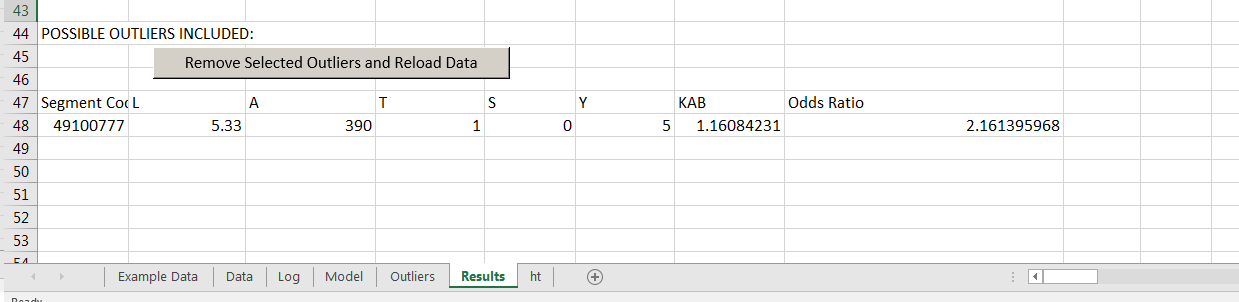 43
44 POSSIBLE OUTLIERS INCLUDED:
45 Remove Selected Outliers and Reload Data
46
47 Segment Coc L A T S Y KAB Odds Ratio
48 49100777 5.33 390 1 0 5 1.16084231 2.161395968
49
50
51
52
53
54
Example Data Data Log Model Outliers Results ht
Ready